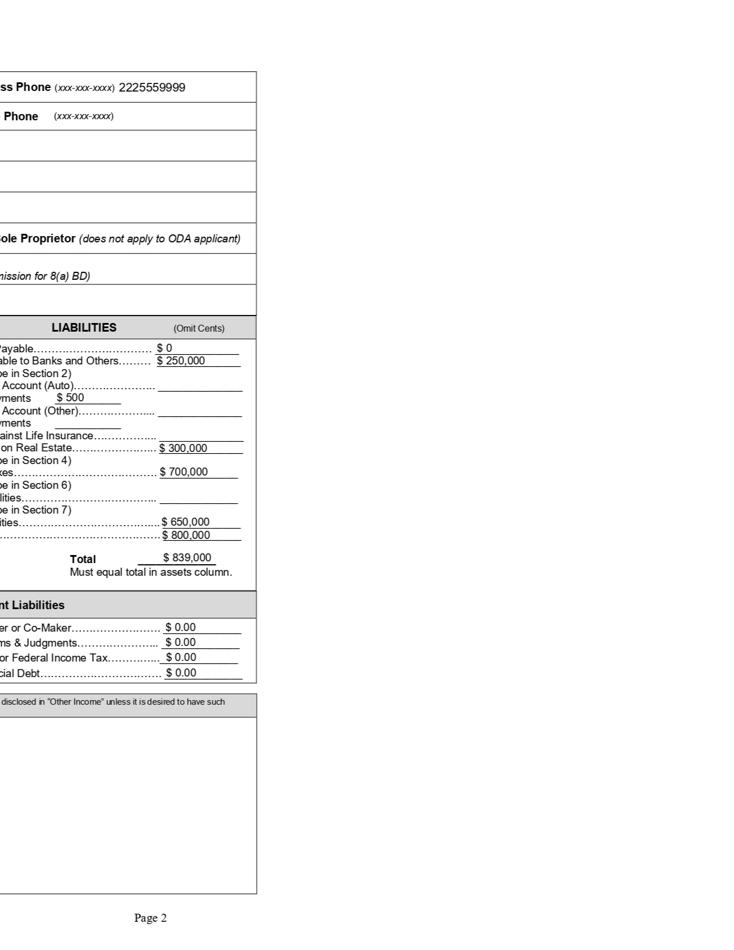 ss Phone (xxx-xxx-xxxx) 2225559999
Phone (xxx-xxx-xxxx)
ole Proprietor (does not apply to ODA applicant)
nission for 8(a) BD)
LIABILITIES (Omit Cents)
Payable.............................. $ 0
able to Banks and Others......... $ 250,000
be in Section 2)
Account (Auto)........................
yments $ 500
Account (Other).......................
yments
ainst Life Insurance.................
on Real Estate......................... $ 300,000
be in Section 4)
xes........................................ $ 700,000
be in Section 6)
lities.......................................
be in Section 7)
ities........................................ $ 650,000
............................................. $ 800,000
Total $ 839,000
Must equal total in assets column.
nt Liabilities
er or Co-Maker......................... $ 0.00
ms & Judgments....................... $ 0.00
or Federal Income Tax............... $ 0.00
cial Debt.................................. $ 0.00
disclosed in "Other Income" unless it is desired to have such
Page 2